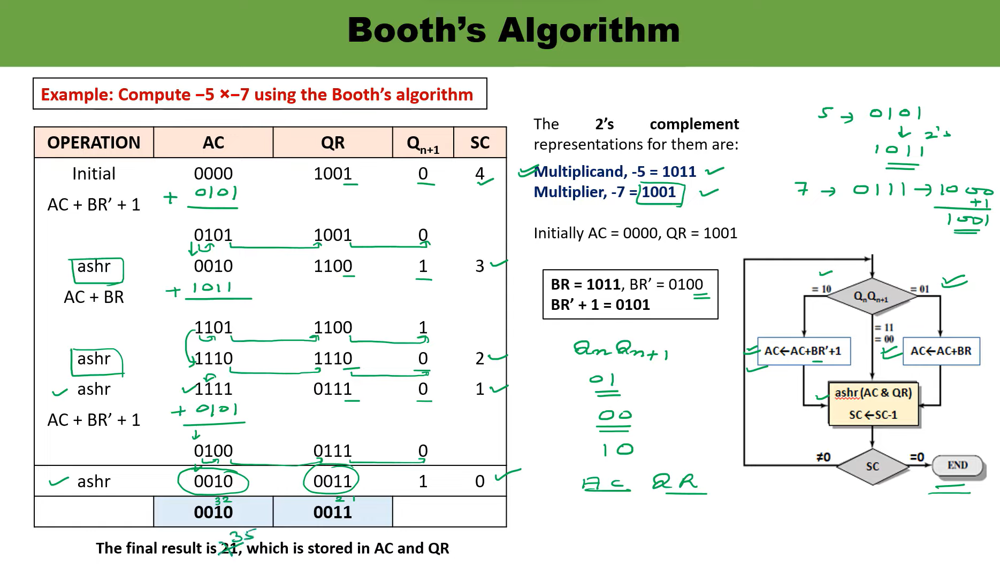 Booth’s Algorithm
Example: Compute −5 ×−7 using the Booth’s algorithm
OPERATION AC QR Qn+1 SC
Initial 0000 1001 0 4
+ 0101
AC + BR’ + 1
0101 1001 0
ashr 0010 1100 1 3
+ 1011
AC + BR
1101 1100 1
ashr 1110 1110 0 2
ashr 1111 0111 0 1
+ 0101
AC + BR’ + 1
0100 0111 0
ashr 0010 0011 1 0
32 2 1
0010 0011
35
The final result is 21, which is stored in AC and QR
The 2’s complement
representations for them are:
Multiplicand, -5 = 1011
Multiplier, -7 = 1001
Initially AC = 0000, QR = 1001
BR = 1011, BR’ = 0100
BR’ + 1 = 0101
Qn Qn+1
01
00
10
AC QR
5 → 0101
↓ 2's
1011
7 → 0111 → 1000
+1
1001
QnQn+1
= 10
= 01
= 11
= 00
AC←AC+BR’+1
AC←AC+BR
ashr (AC & QR)
SC←SC-1
≠0
SC
=0
END